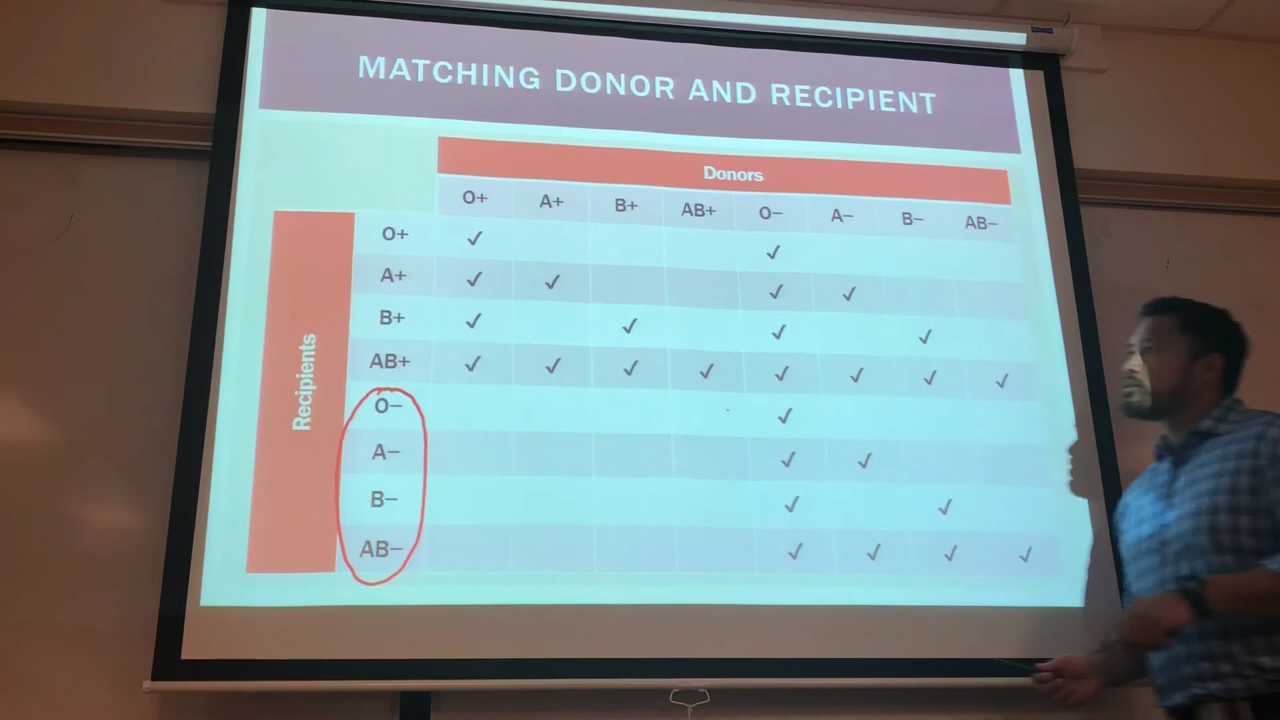 MATCHING DONOR AND RECIPIENT
Donors
O+ A+ B+ AB+ O− A− B− AB−
Recipients
O+ ✓ ✓
A+ ✓ ✓ ✓ ✓
B+ ✓ ✓ ✓ ✓
AB+ ✓ ✓ ✓ ✓ ✓ ✓ ✓ ✓
O− ✓
A− ✓ ✓
B− ✓ ✓
AB− ✓ ✓ ✓ ✓